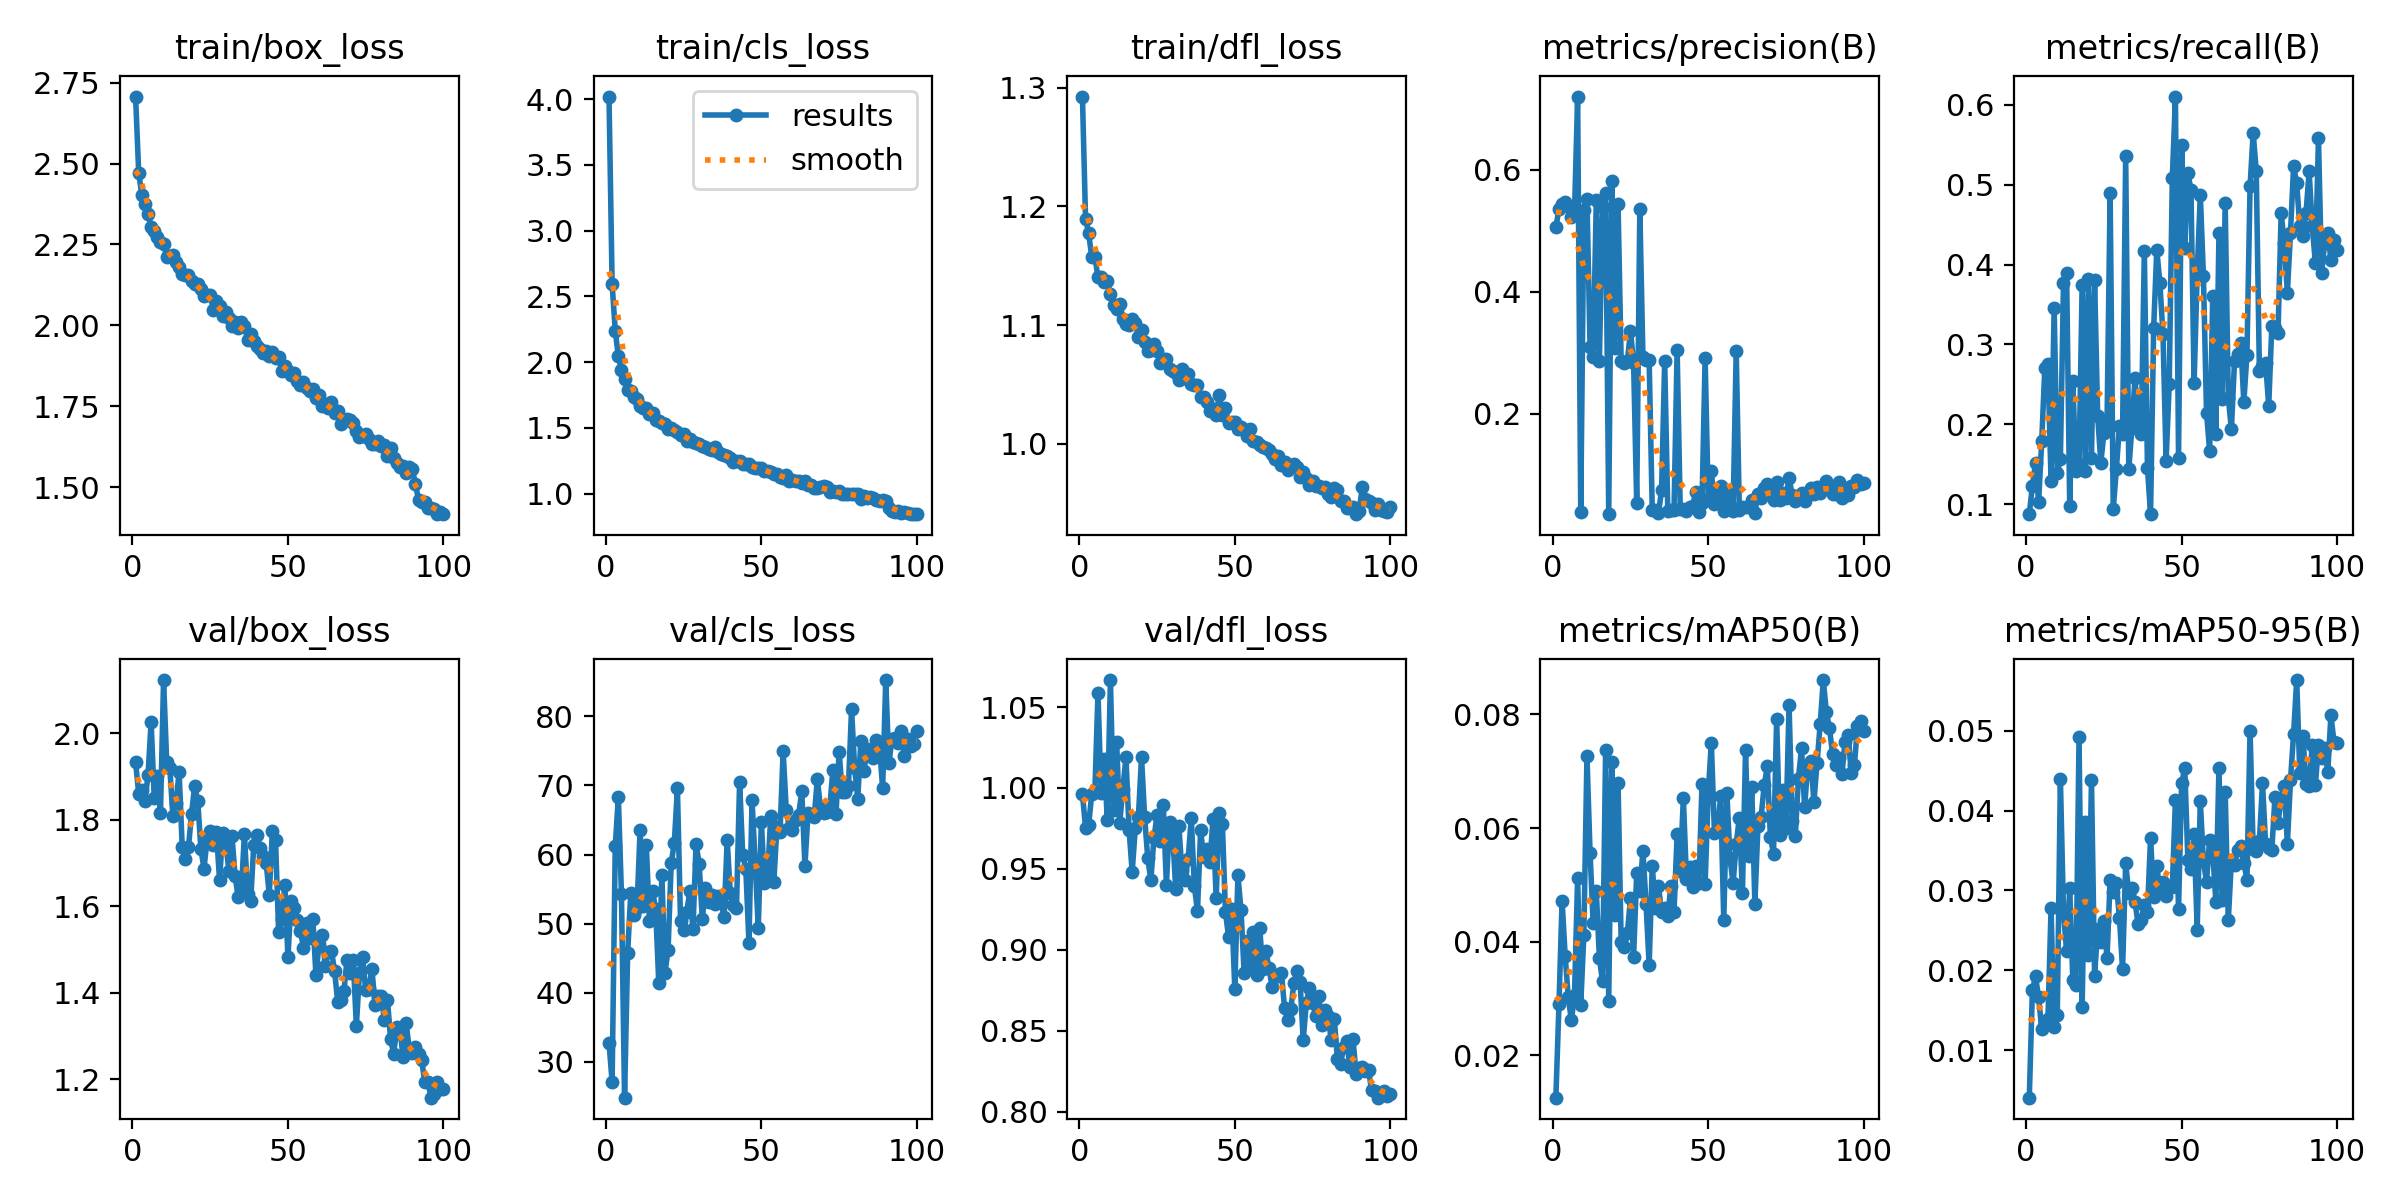 train/box_loss
2.75
2.50
2.25
2.00
1.75
1.50
0 50 100
train/cls_loss
results
smooth
4.0
3.5
3.0
2.5
2.0
1.5
1.0
0 50 100
train/dfl_loss
1.3
1.2
1.1
1.0
0 50 100
metrics/precision(B)
0.6
0.4
0.2
0 50 100
metrics/recall(B)
0.6
0.5
0.4
0.3
0.2
0.1
0 50 100
val/box_loss
2.0
1.8
1.6
1.4
1.2
0 50 100
val/cls_loss
80
70
60
50
40
30
0 50 100
val/dfl_loss
1.05
1.00
0.95
0.90
0.85
0.80
0 50 100
metrics/mAP50(B)
0.08
0.06
0.04
0.02
0 50 100
metrics/mAP50-95(B)
0.05
0.04
0.03
0.02
0.01
0 50 100